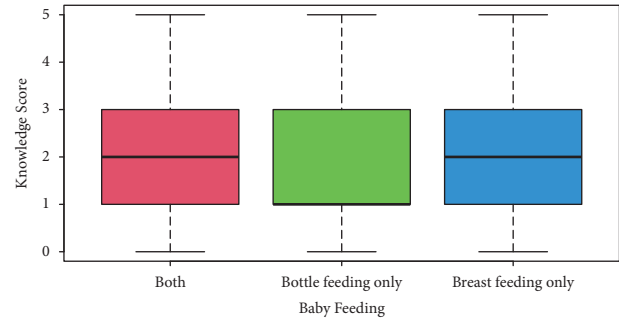 Knowledge Score
5
4
3
2
1
0
Both
Bottle feeding only
Breast feeding only
Baby Feeding